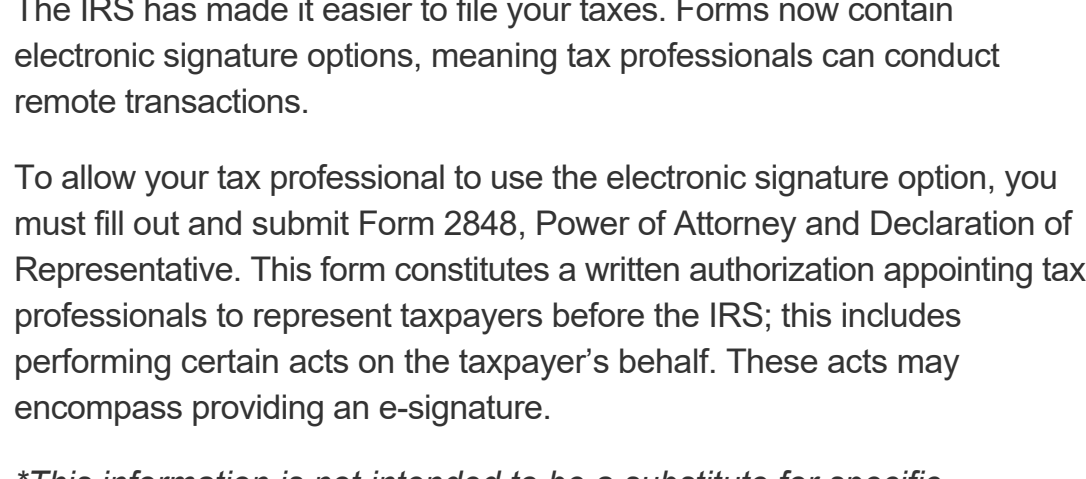 The IRS has made it easier to file your taxes. Forms now contain
electronic signature options, meaning tax professionals can conduct
remote transactions.
To allow your tax professional to use the electronic signature option, you
must fill out and submit Form 2848, Power of Attorney and Declaration of
Representative. This form constitutes a written authorization appointing tax
professionals to represent taxpayers before the IRS; this includes
performing certain acts on the taxpayer’s behalf. These acts may
encompass providing an e-signature.
*This information is not intended to be a substitute for specific